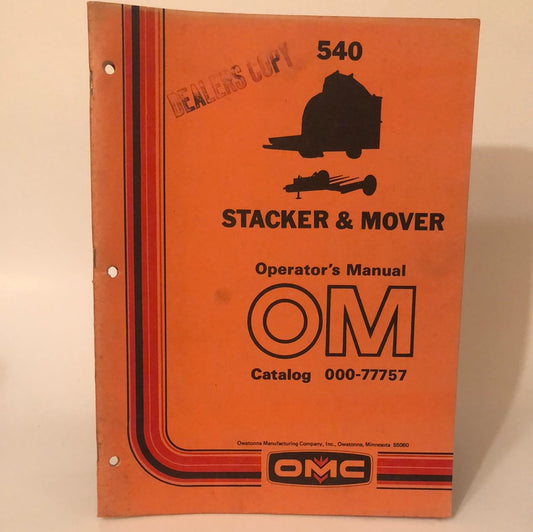 540
DEALERS COPY
STACKER & MOVER
Operator's Manual
OM
Catalog 000-77757
Owatonna Manufacturing Company, Inc., Owatonna, Minnesota 55060
OMC